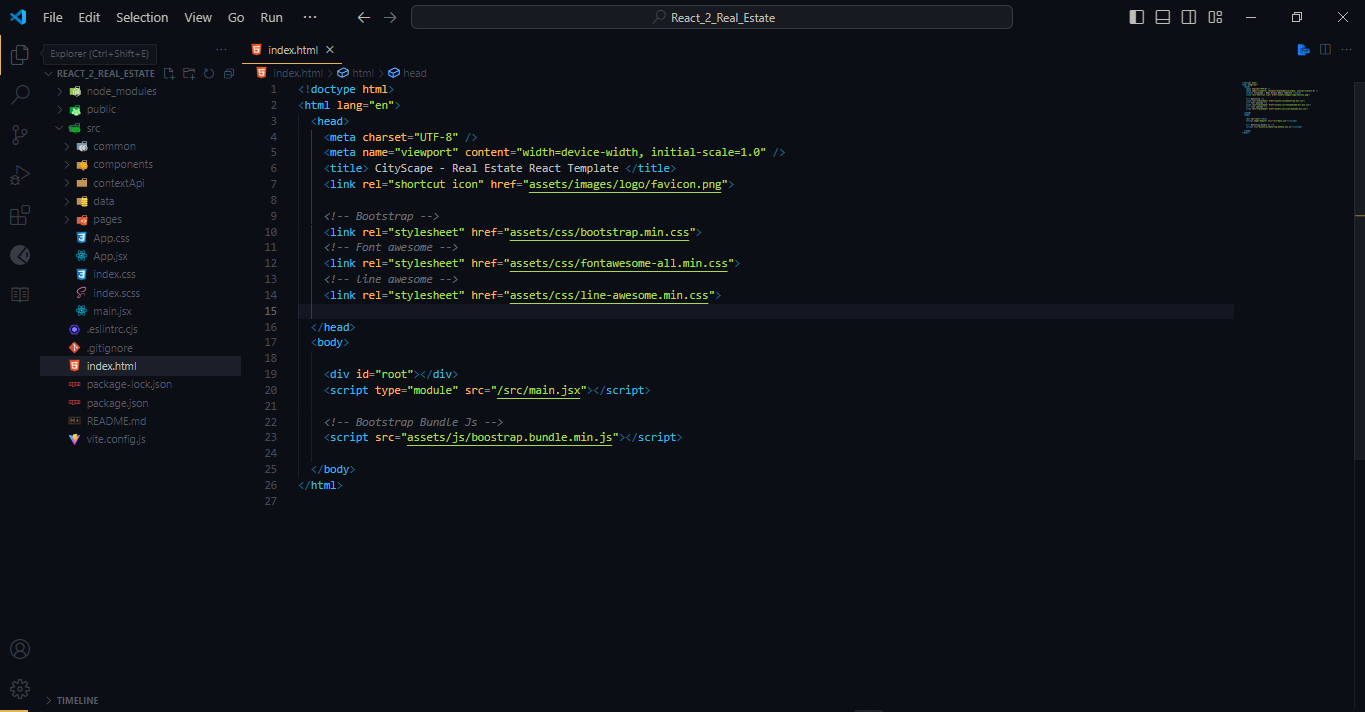 File Edit Selection View Go Run ··· React_2_Real_Estate
Explorer (Ctrl+Shift+E) ···
index.html
REACT_2_REAL_ESTATE
index.html > html > head
node_modules
public
src
common
components
contextApi
data
pages
App.css
App.jsx
index.css
index.scss
main.jsx
.eslintrc.cjs
.gitignore
index.html
package-lock.json
package.json
README.md
vite.config.js
TIMELINE
1 <!doctype html>
2 <html lang="en">
3 <head>
4 <meta charset="UTF-8" />
5 <meta name="viewport" content="width=device-width, initial-scale=1.0" />
6 <title> CityScape - Real Estate React Template </title>
7 <link rel="shortcut icon" href="assets/images/logo/favicon.png">
8
9 <!-- Bootstrap -->
10 <link rel="stylesheet" href="assets/css/bootstrap.min.css">
11 <!-- Font awesome -->
12 <link rel="stylesheet" href="assets/css/fontawesome-all.min.css">
13 <!-- line awesome -->
14 <link rel="stylesheet" href="assets/css/line-awesome.min.css">
15
16 </head>
17 <body>
18
19 <div id="root"></div>
20 <script type="module" src="/src/main.jsx"></script>
21
22 <!-- Bootstrap Bundle Js -->
23 <script src="assets/js/boostrap.bundle.min.js"></script>
24
25 </body>
26 </html>
27